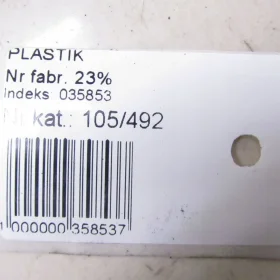 PLASTIK
Nr fabr. 23%
Indeks 035853
Nr kat.: 105/492
1 000000 358537